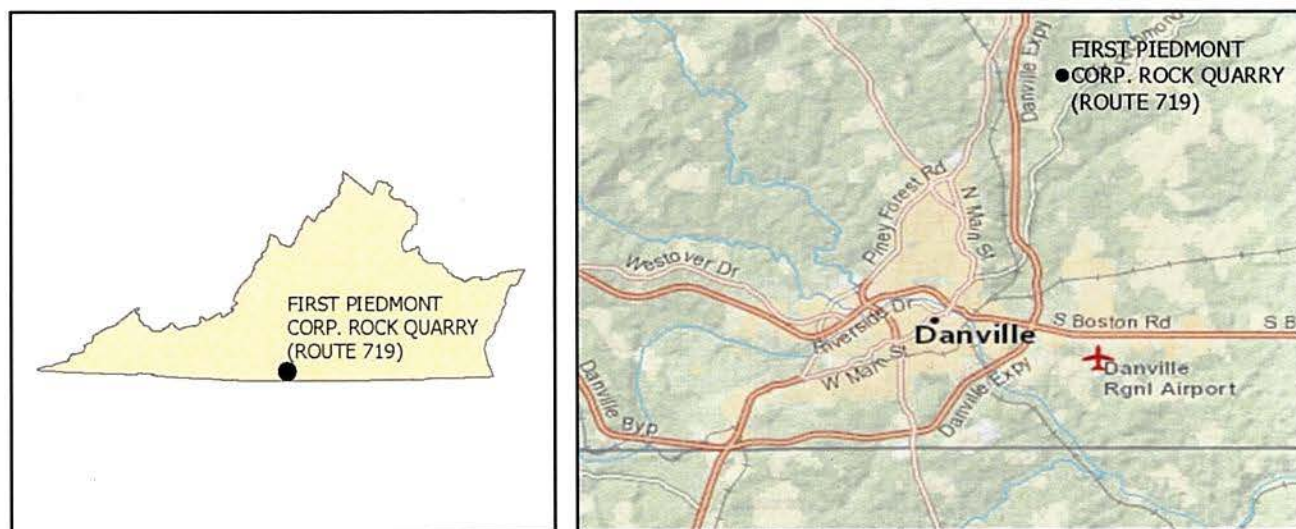 FIRST PIEDMONT
CORP. ROCK QUARRY
(ROUTE 719)
FIRST PIEDMONT
CORP. ROCK QUARRY
(ROUTE 719)
Danville Expy
Richmond
Piney Forest Rd
N Main St
Westover Dr
Riverside Dr
Danville
S Boston Rd
S B
W Main St
Danville
Rgnl Airport
Danville Expy
Danville Byp